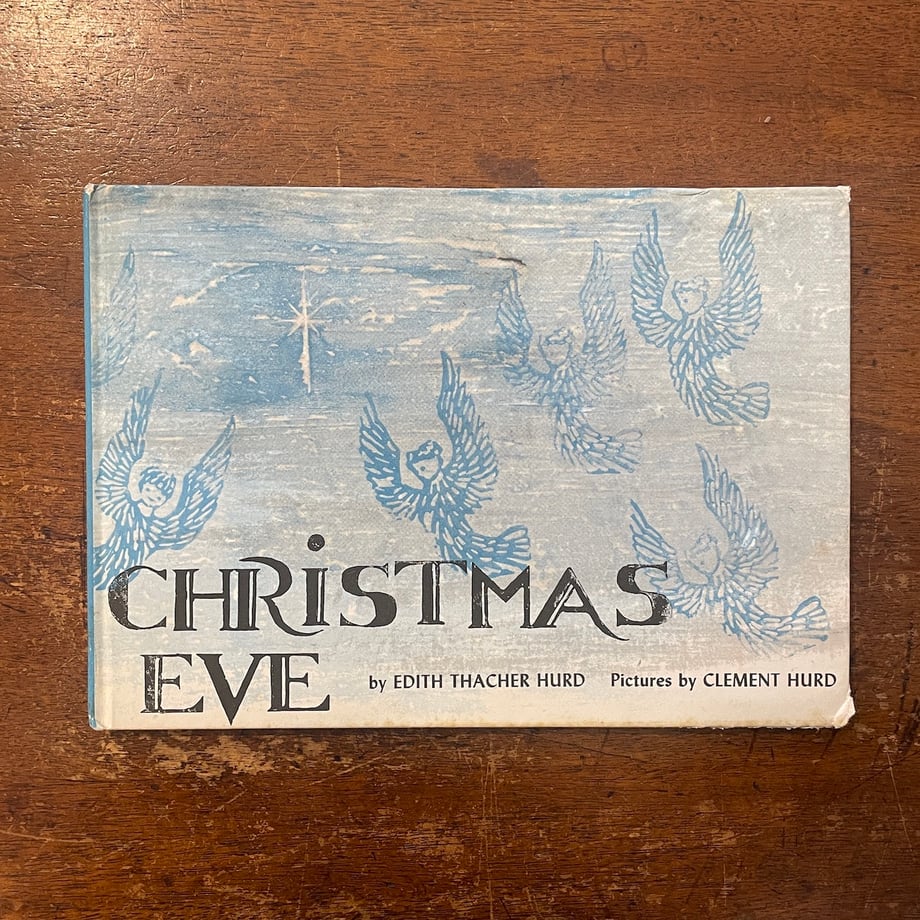 CHRiSTMAS
EVE
by EDITH THACHER HURD Pictures by CLEMENT HURD